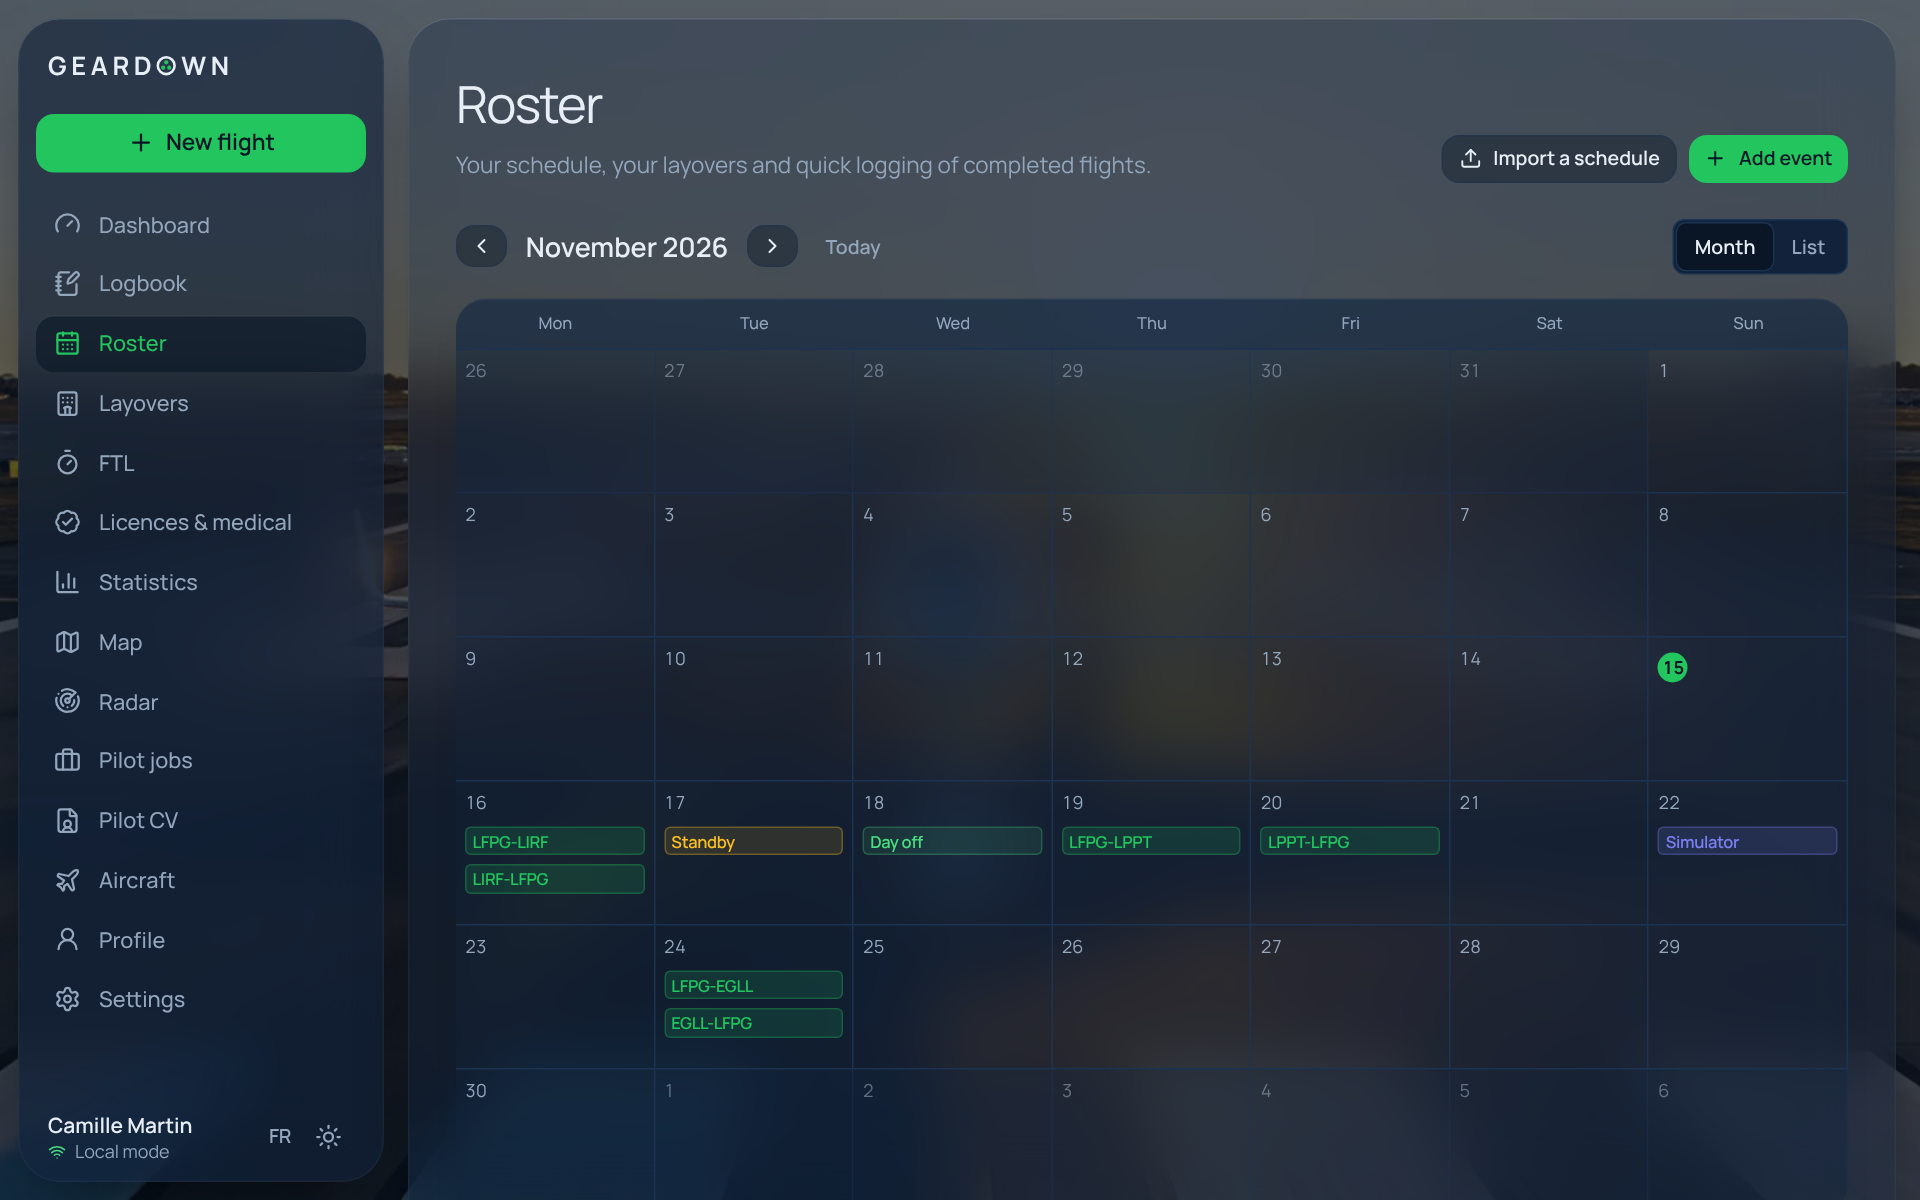 GEARDOWN
New flight
Dashboard
Logbook
Roster
Layovers
FTL
Licences & medical
Statistics
Map
Radar
Pilot jobs
Pilot CV
Aircraft
Profile
Settings
Camille Martin
Local mode
FR
Roster
Your schedule, your layovers and quick logging of completed flights.
Import a schedule
Add event
November 2026
Today
Month List
Mon Tue Wed Thu Fri Sat Sun
26 27 28 29 30 31 1
2 3 4 5 6 7 8
9 10 11 12 13 14 15
16 17 18 19 20 21 22
LFPG-LIRF Standby Day off LFPG-LPPT LPPT-LFPG Simulator
LIRF-LFPG
23 24 25 26 27 28 29
LFPG-EGLL
EGLL-LFPG
30 1 2 3 4 5 6